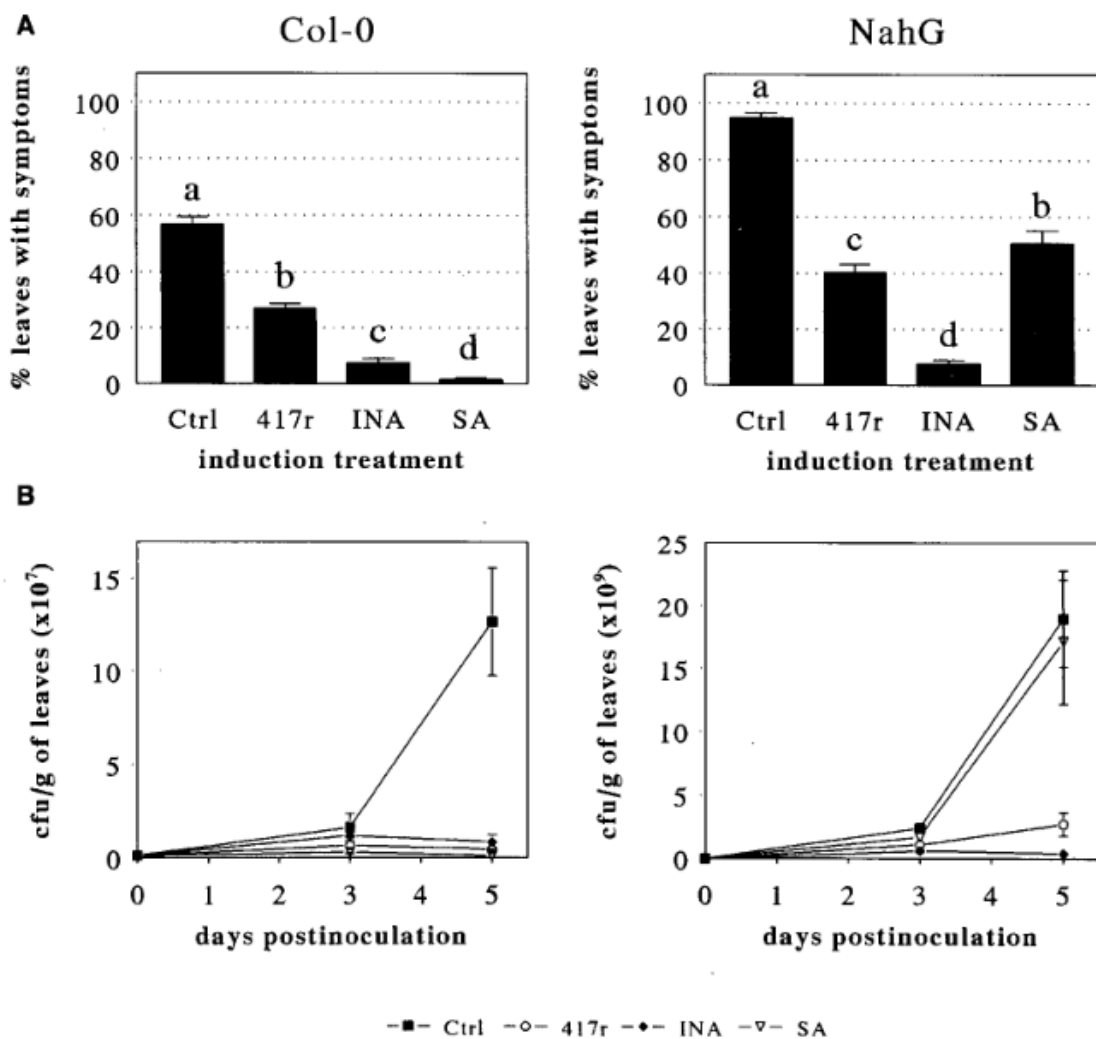 A
Col-0
NahG
% leaves with symptoms
100
80
60
40
20
0
a
b
c
d
Ctrl 417r INA SA
induction treatment
% leaves with symptoms
100
80
60
40
20
0
a
c
d
b
Ctrl 417r INA SA
induction treatment
B
cfu/g of leaves (x10⁷)
15
10
5
0
0 1 2 3 4 5
days postinoculation
cfu/g of leaves (x10⁹)
25
20
15
10
5
0
0 1 2 3 4 5
days postinoculation
Ctrl 417r INA SA